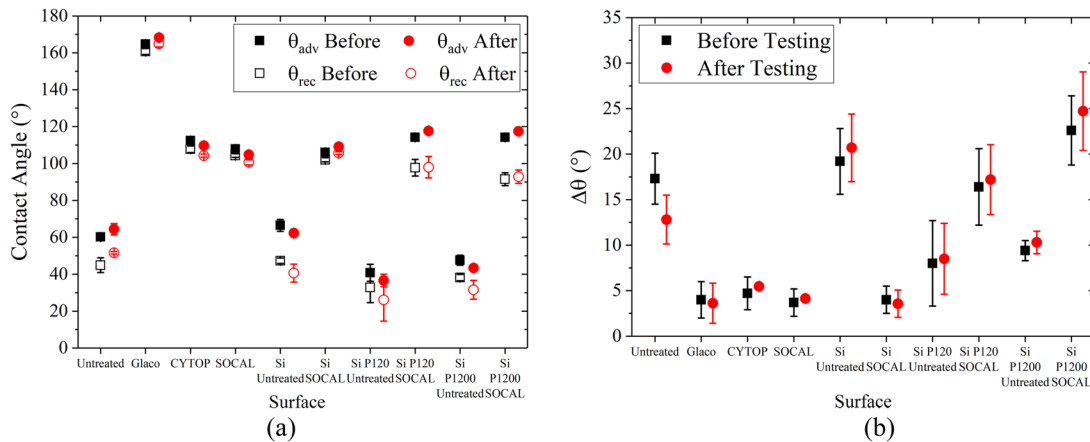 180
160
140
120
100
80
60
40
20
0
Contact Angle (°)
θadv Before
θadv After
θrec Before
θrec After
Untreated
Glaco
CYTOP
SOCAL
Si
Untreated
Si
SOCAL
Si P120
Untreated
Si P120
SOCAL
Si
P1200
Untreated
Si
P1200
SOCAL
Surface
(a)
35
30
25
20
15
10
5
0
Δθ (°)
Before Testing
After Testing
Untreated
Glaco
CYTOP
SOCAL
Si
Untreated
Si
SOCAL
Si P120
Untreated
Si P120
SOCAL
Si
P1200
Untreated
Si
P1200
SOCAL
Surface
(b)